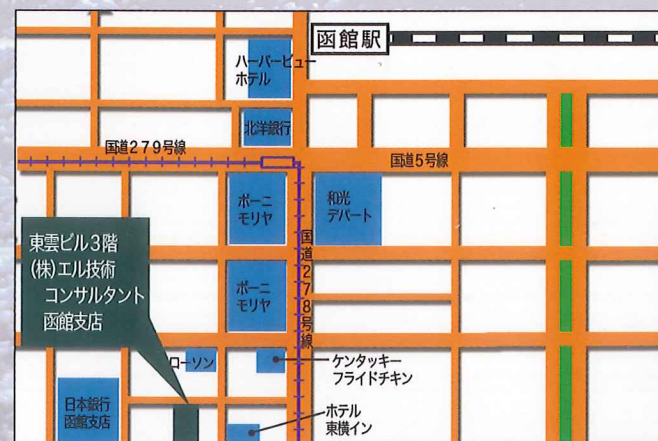 函館駅
ハーバービュー
ホテル
北洋銀行
国道279号線
国道5号線
ボーニ
モリヤ
和光
デパート
国道278号線
東雲ビル3階
(株)エル技術
コンサルタント
函館支店
ボーニ
モリヤ
ローソン
ケンタッキー
フライドチキン
日本銀行
函館支店
ホテル
東横イン